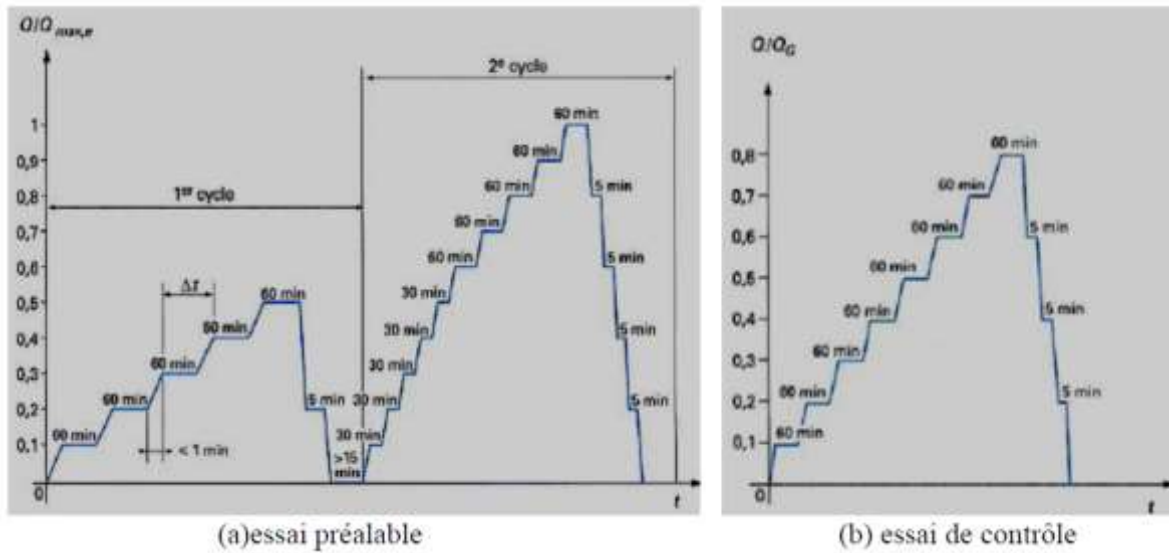 Q/Q max,e
2e cycle
60 min
1
60 min
0,9
60 min
5 min
0,8
1er cycle
60 min
0,7
60 min
5 min
0,6
Δt
60 min
30 min
0,5
60 min
30 min
5 min
0,4
60 min
30 min
0,3
60 min
5 min
30 min
5 min
0,2
60 min
30 min
0,1
< 1 min
>15
min
0
t
(a)essai préalable
Q/QG
60 min
0,8
60 min
0,7
60 min
5 min
0,6
60 min
0,5
60 min
5 min
0,4
60 min
0,3
60 min
5 min
0,2
60 min
0,1
0
t
(b) essai de contrôle